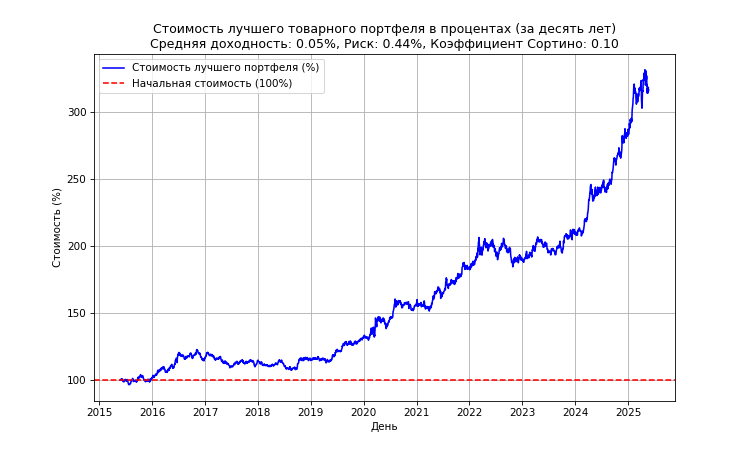 Стоимость лучшего товарного портфеля в процентах (за десять лет)
Средняя доходность: 0.05%, Риск: 0.44%, Коэффициент Сортино: 0.10
Стоимость лучшего портфеля (%)
Начальная стоимость (100%)
Стоимость (%)
300
250
200
150
100
2015 2016 2017 2018 2019 2020 2021 2022 2023 2024 2025
День